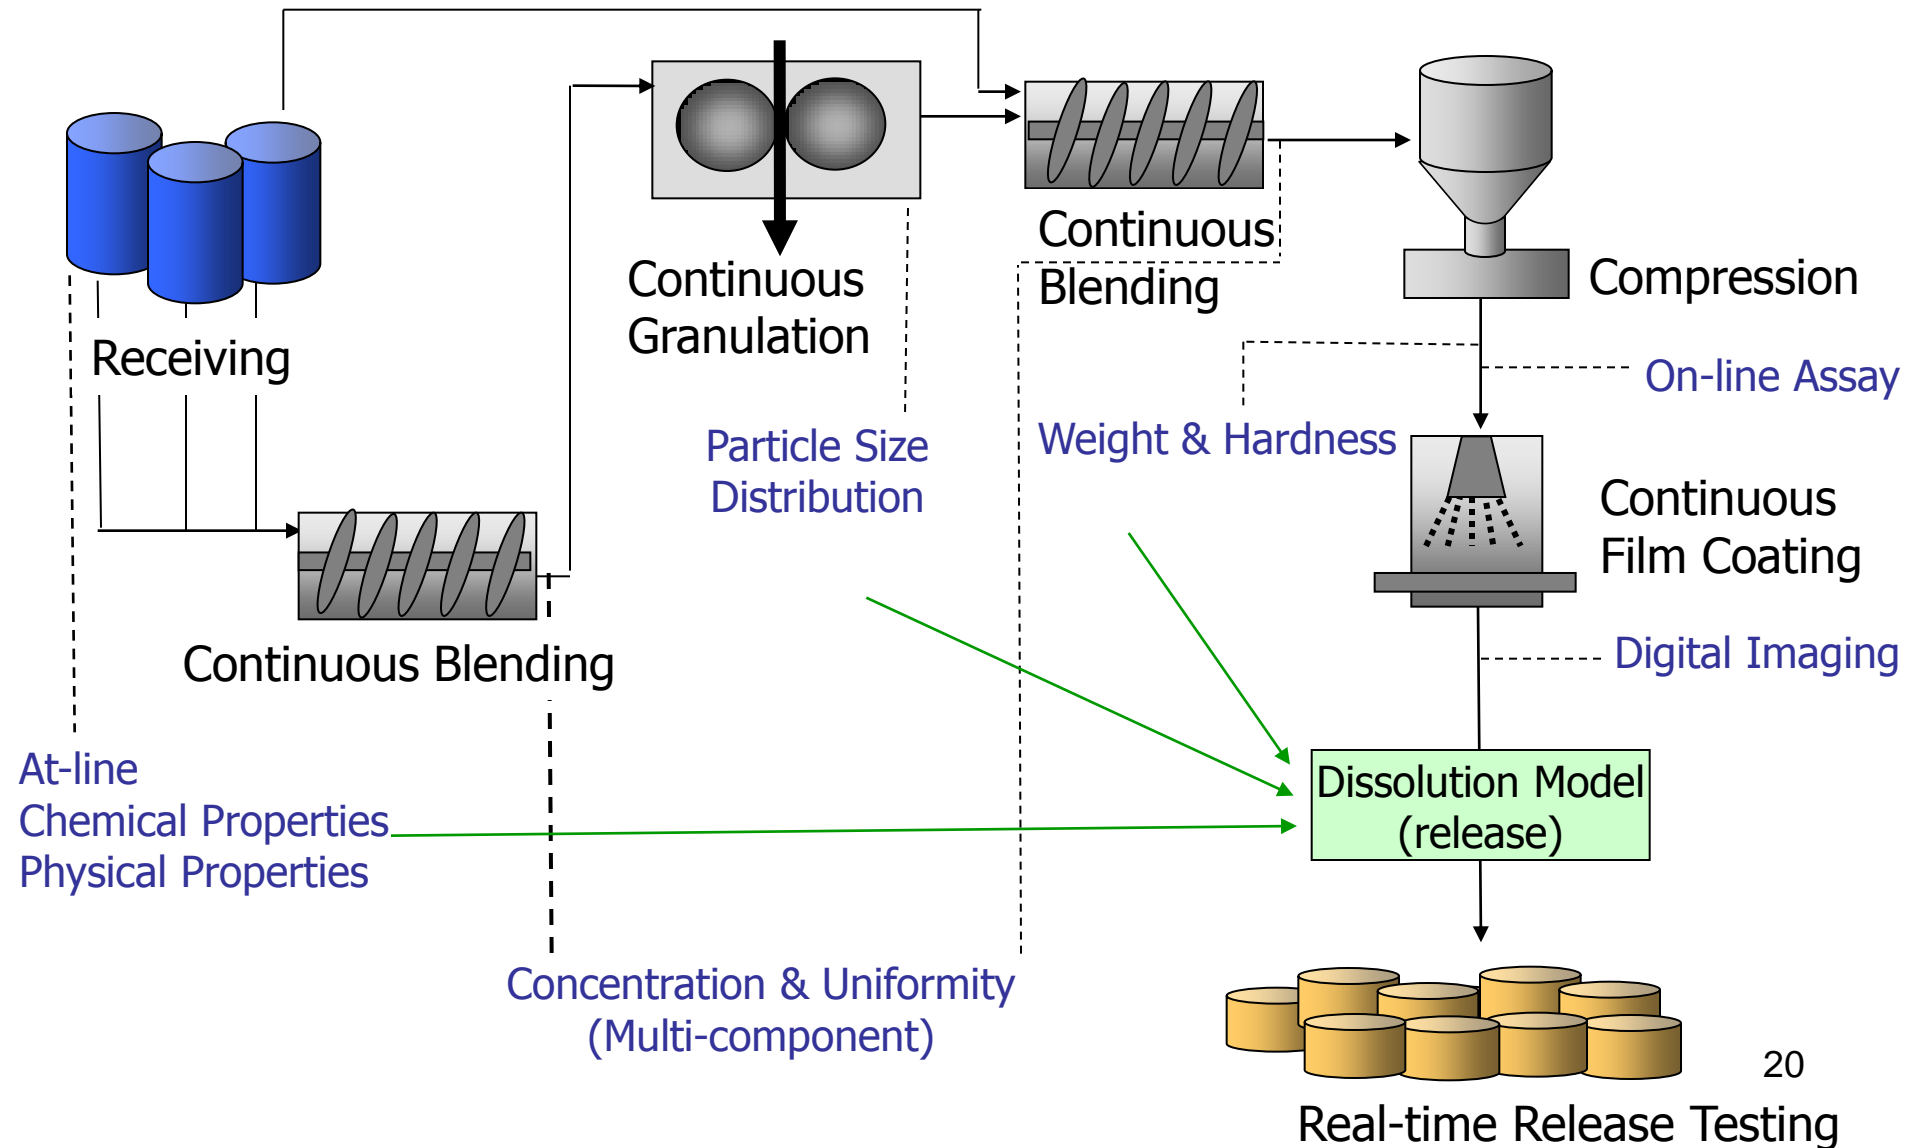 Continuous
Granulation
Continuous
Blending
Compression
Receiving
On-line Assay
Particle Size
Distribution
Weight & Hardness
Continuous
Film Coating
Continuous Blending
Digital Imaging
At-line
Chemical Properties
Physical Properties
Dissolution Model
(release)
Concentration & Uniformity
(Multi-component)
20
Real-time Release Testing